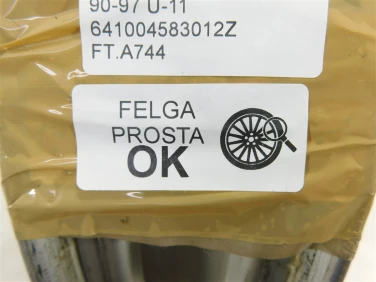 90-97 U-11
641004583012Z
FT.A744
FELGA
PROSTA
OK